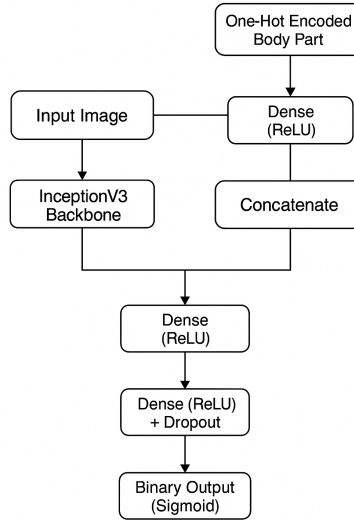 One-Hot Encoded
Body Part
Input Image
Dense
(ReLU)
InceptionV3
Backbone
Concatenate
Dense
(ReLU)
Dense (ReLU)
+ Dropout
Binary Output
(Sigmoid)